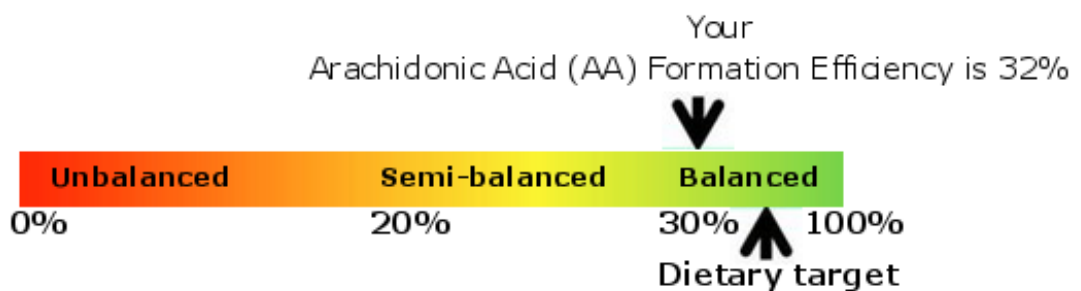 Your
Arachidonic Acid (AA) Formation Efficiency is 32%
Unbalanced Semi-balanced Balanced
0% 20% 30% 100%
Dietary target